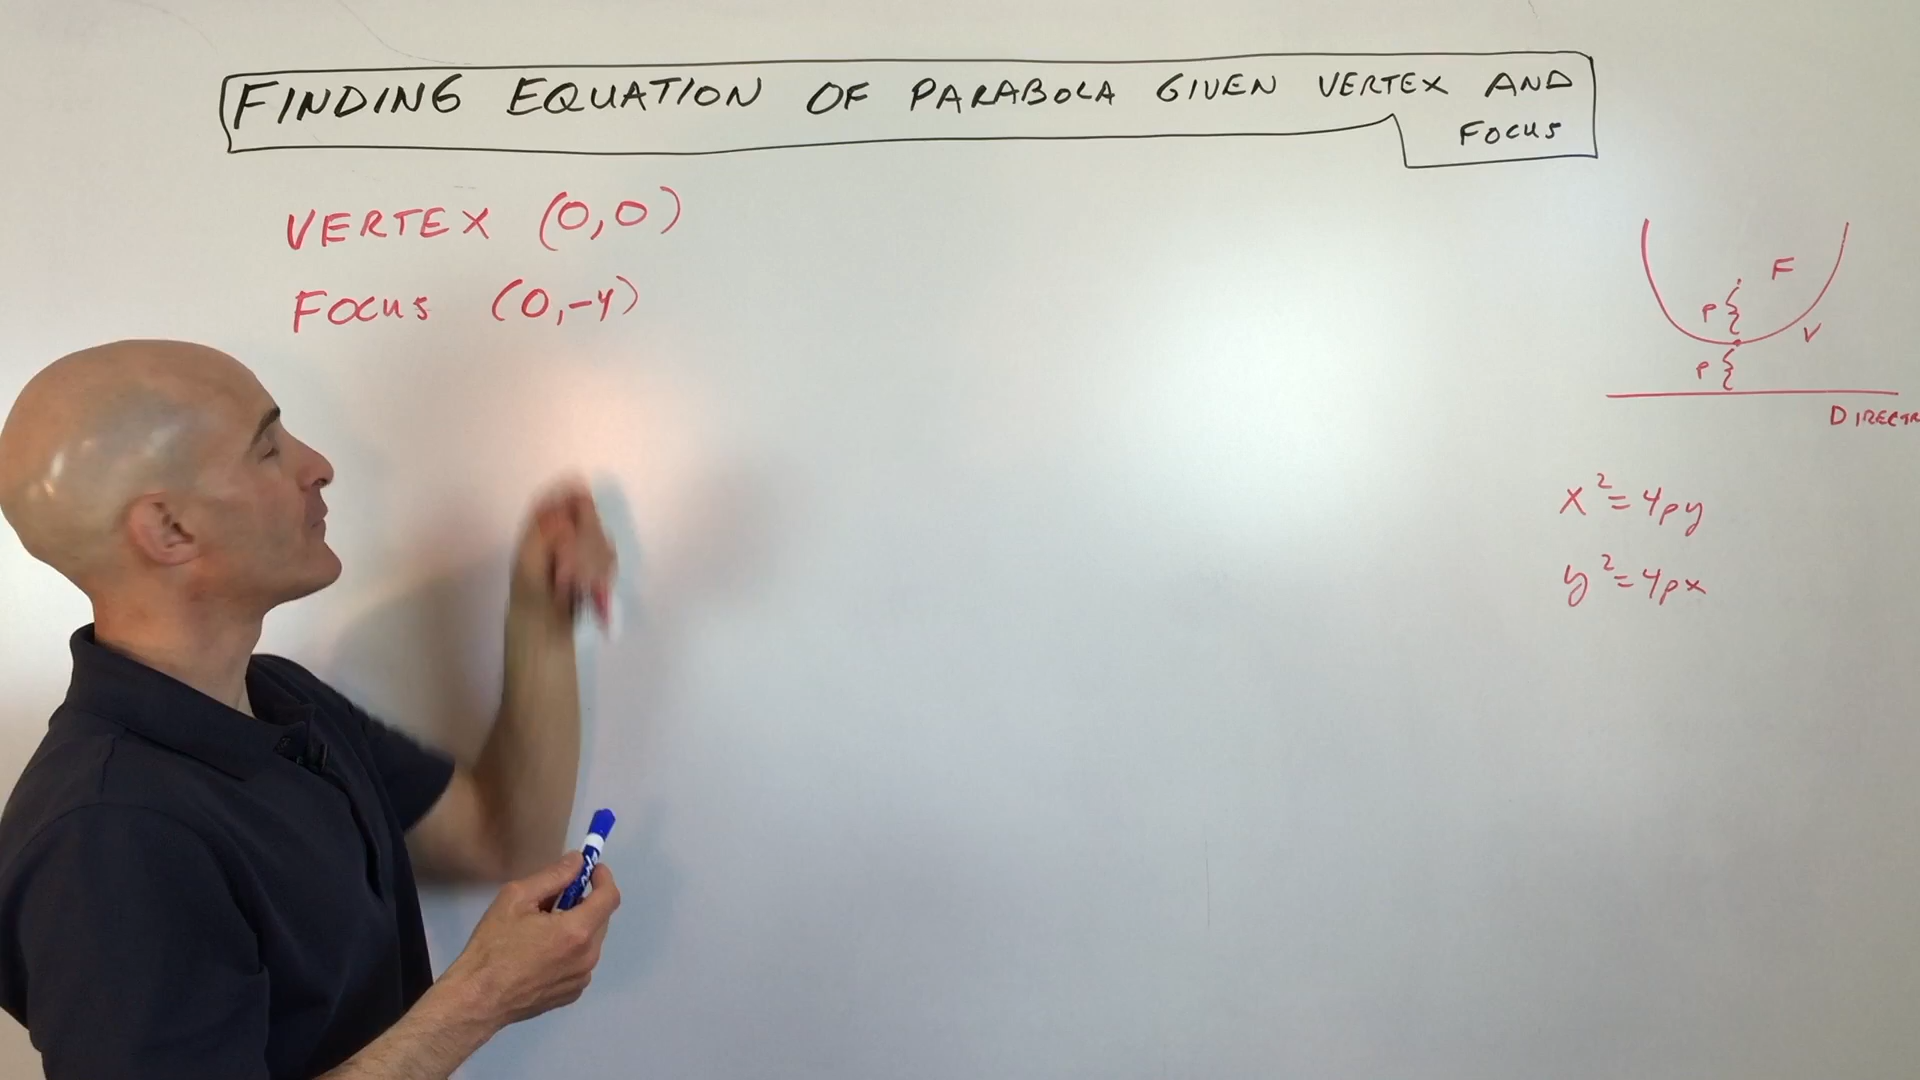 FINDING EQUATION OF PARABOLA GIVEN VERTEX AND
FOCUS
VERTEX (0,0)
FOCUS (0,-4)
F
P
V
P
DIRECTR
x²=4py
y²=4px